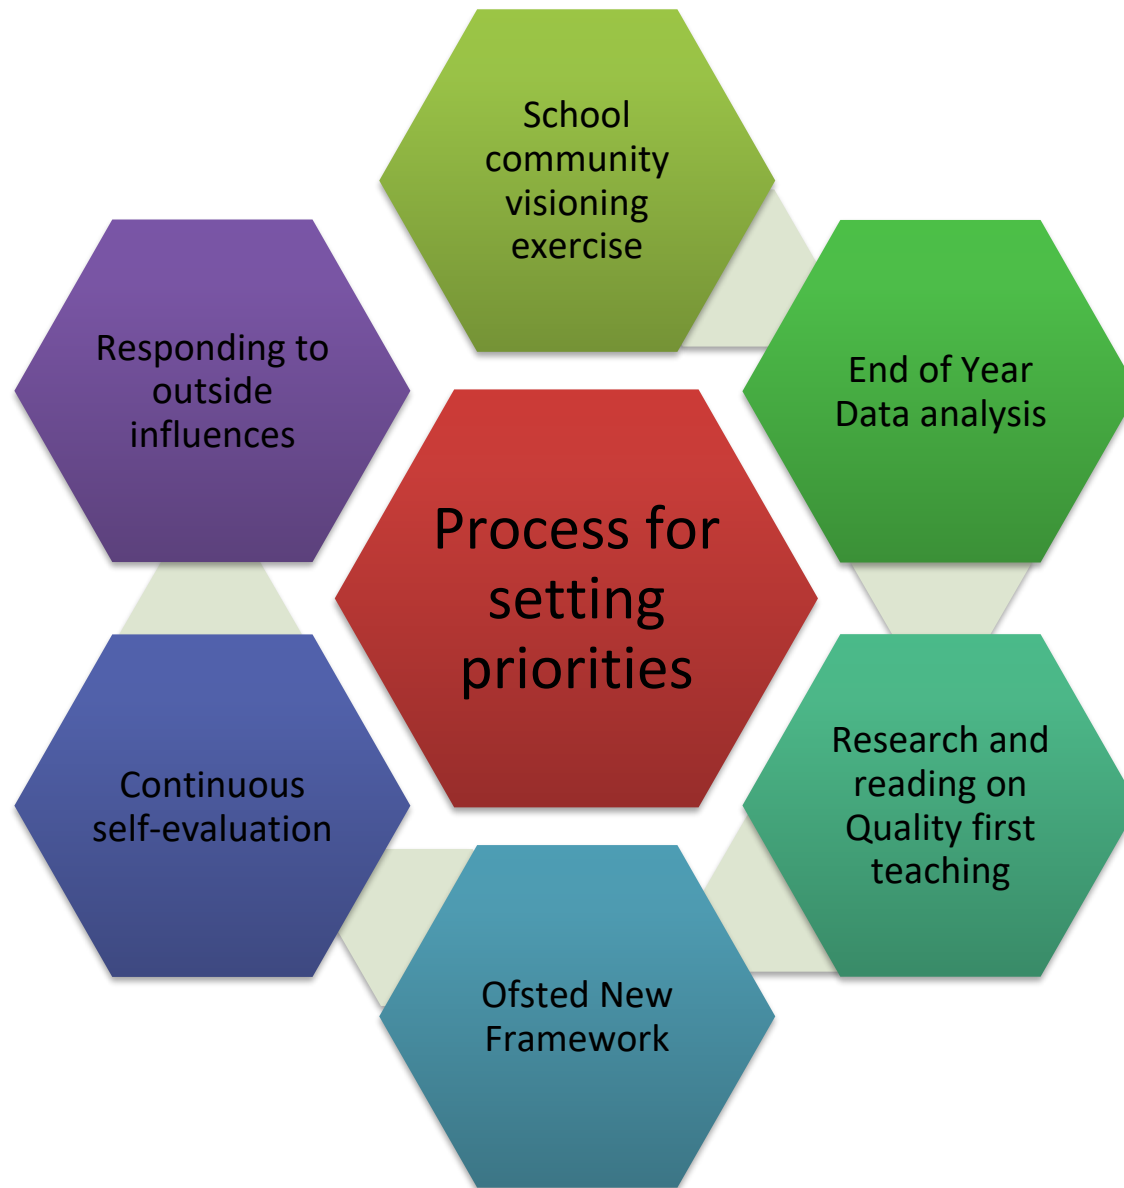 School
community
visioning
exercise
End of Year
Data analysis
Research and
reading on
Quality first
teaching
Ofsted New
Framework
Continuous
self-evaluation
Responding to
outside
influences
Process for
setting
priorities